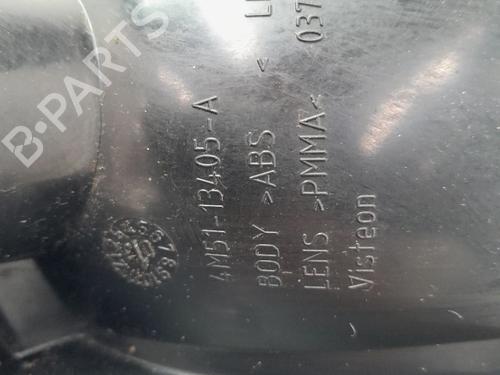 4M51-13405-A
BODY >ABS<
LENS >PMMA< 037
Visteon
B-PARTS